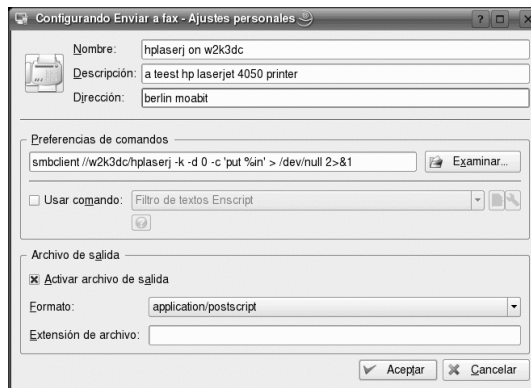 Configurando Enviar a fax - Ajustes personales
Nombre: hplaserj on w2k3dc
Descripción: a teest hp laserjet 4050 printer
Dirección: berlin moabit
Preferencias de comandos
smbclient //w2k3dc/hplaserj -k -d 0 -c 'put %in' > /dev/null 2>&1 Examinar...
Usar comando: Filtro de textos Enscript
Archivo de salida
Activar archivo de salida
Formato: application/postscript
Extensión de archivo:
Aceptar Cancelar